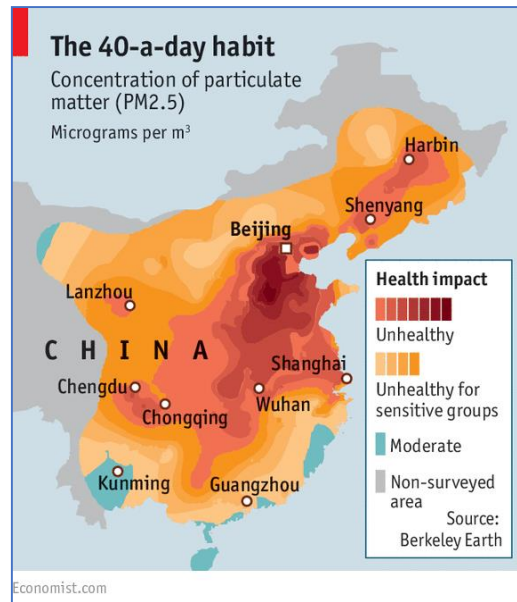 The 40-a-day habit
Concentration of particulate
matter (PM2.5)
Micrograms per m³
Harbin
Shenyang
Beijing
Lanzhou
CHINA
Shanghai
Chengdu
Wuhan
Chongqing
Kunming
Guangzhou
Health impact
Unhealthy
Unhealthy for
sensitive groups
Moderate
Non-surveyed
area
Source:
Berkeley Earth
Economist.com